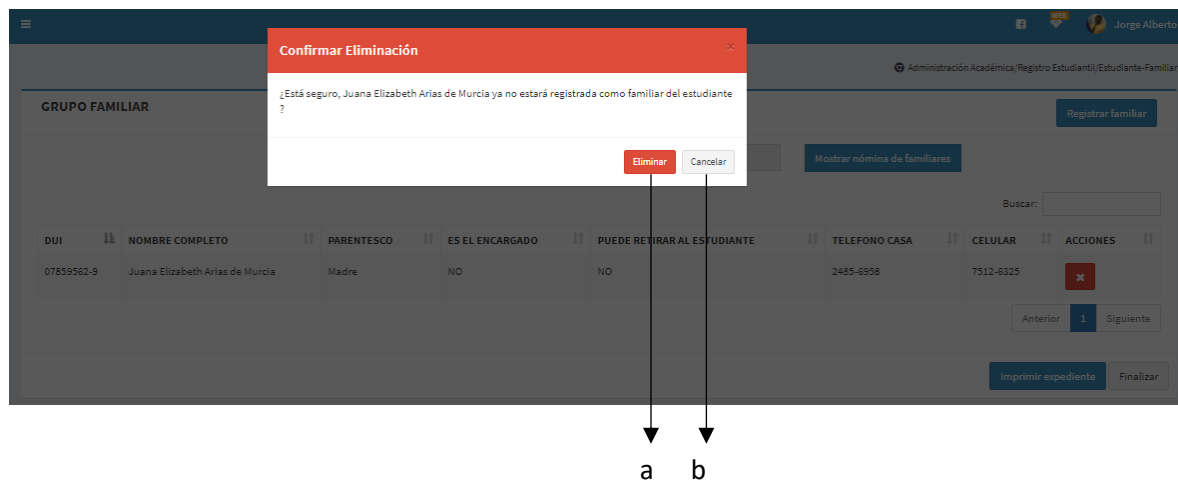 WEB
Jorge Alberto
Confirmar Eliminación ×
Administración Académica/Registro Estudiantil/Estudiante-Familiar
¿Está seguro, Juana Elizabeth Arias de Murcia ya no estará registrada como familiar del estudiante
?
GRUPO FAMILIAR
Registrar familiar
Eliminar Cancelar
Mostrar nómina de familiares
Buscar:
DUI NOMBRE COMPLETO PARENTESCO ES EL ENCARGADO PUEDE RETIRAR AL ESTUDIANTE TELEFONO CASA CELULAR ACCIONES
07859562-9 Juana Elizabeth Arias de Murcia Madre NO NO 2485-6958 7512-6325
Anterior 1 Siguiente
Imprimir expediente Finalizar
a b